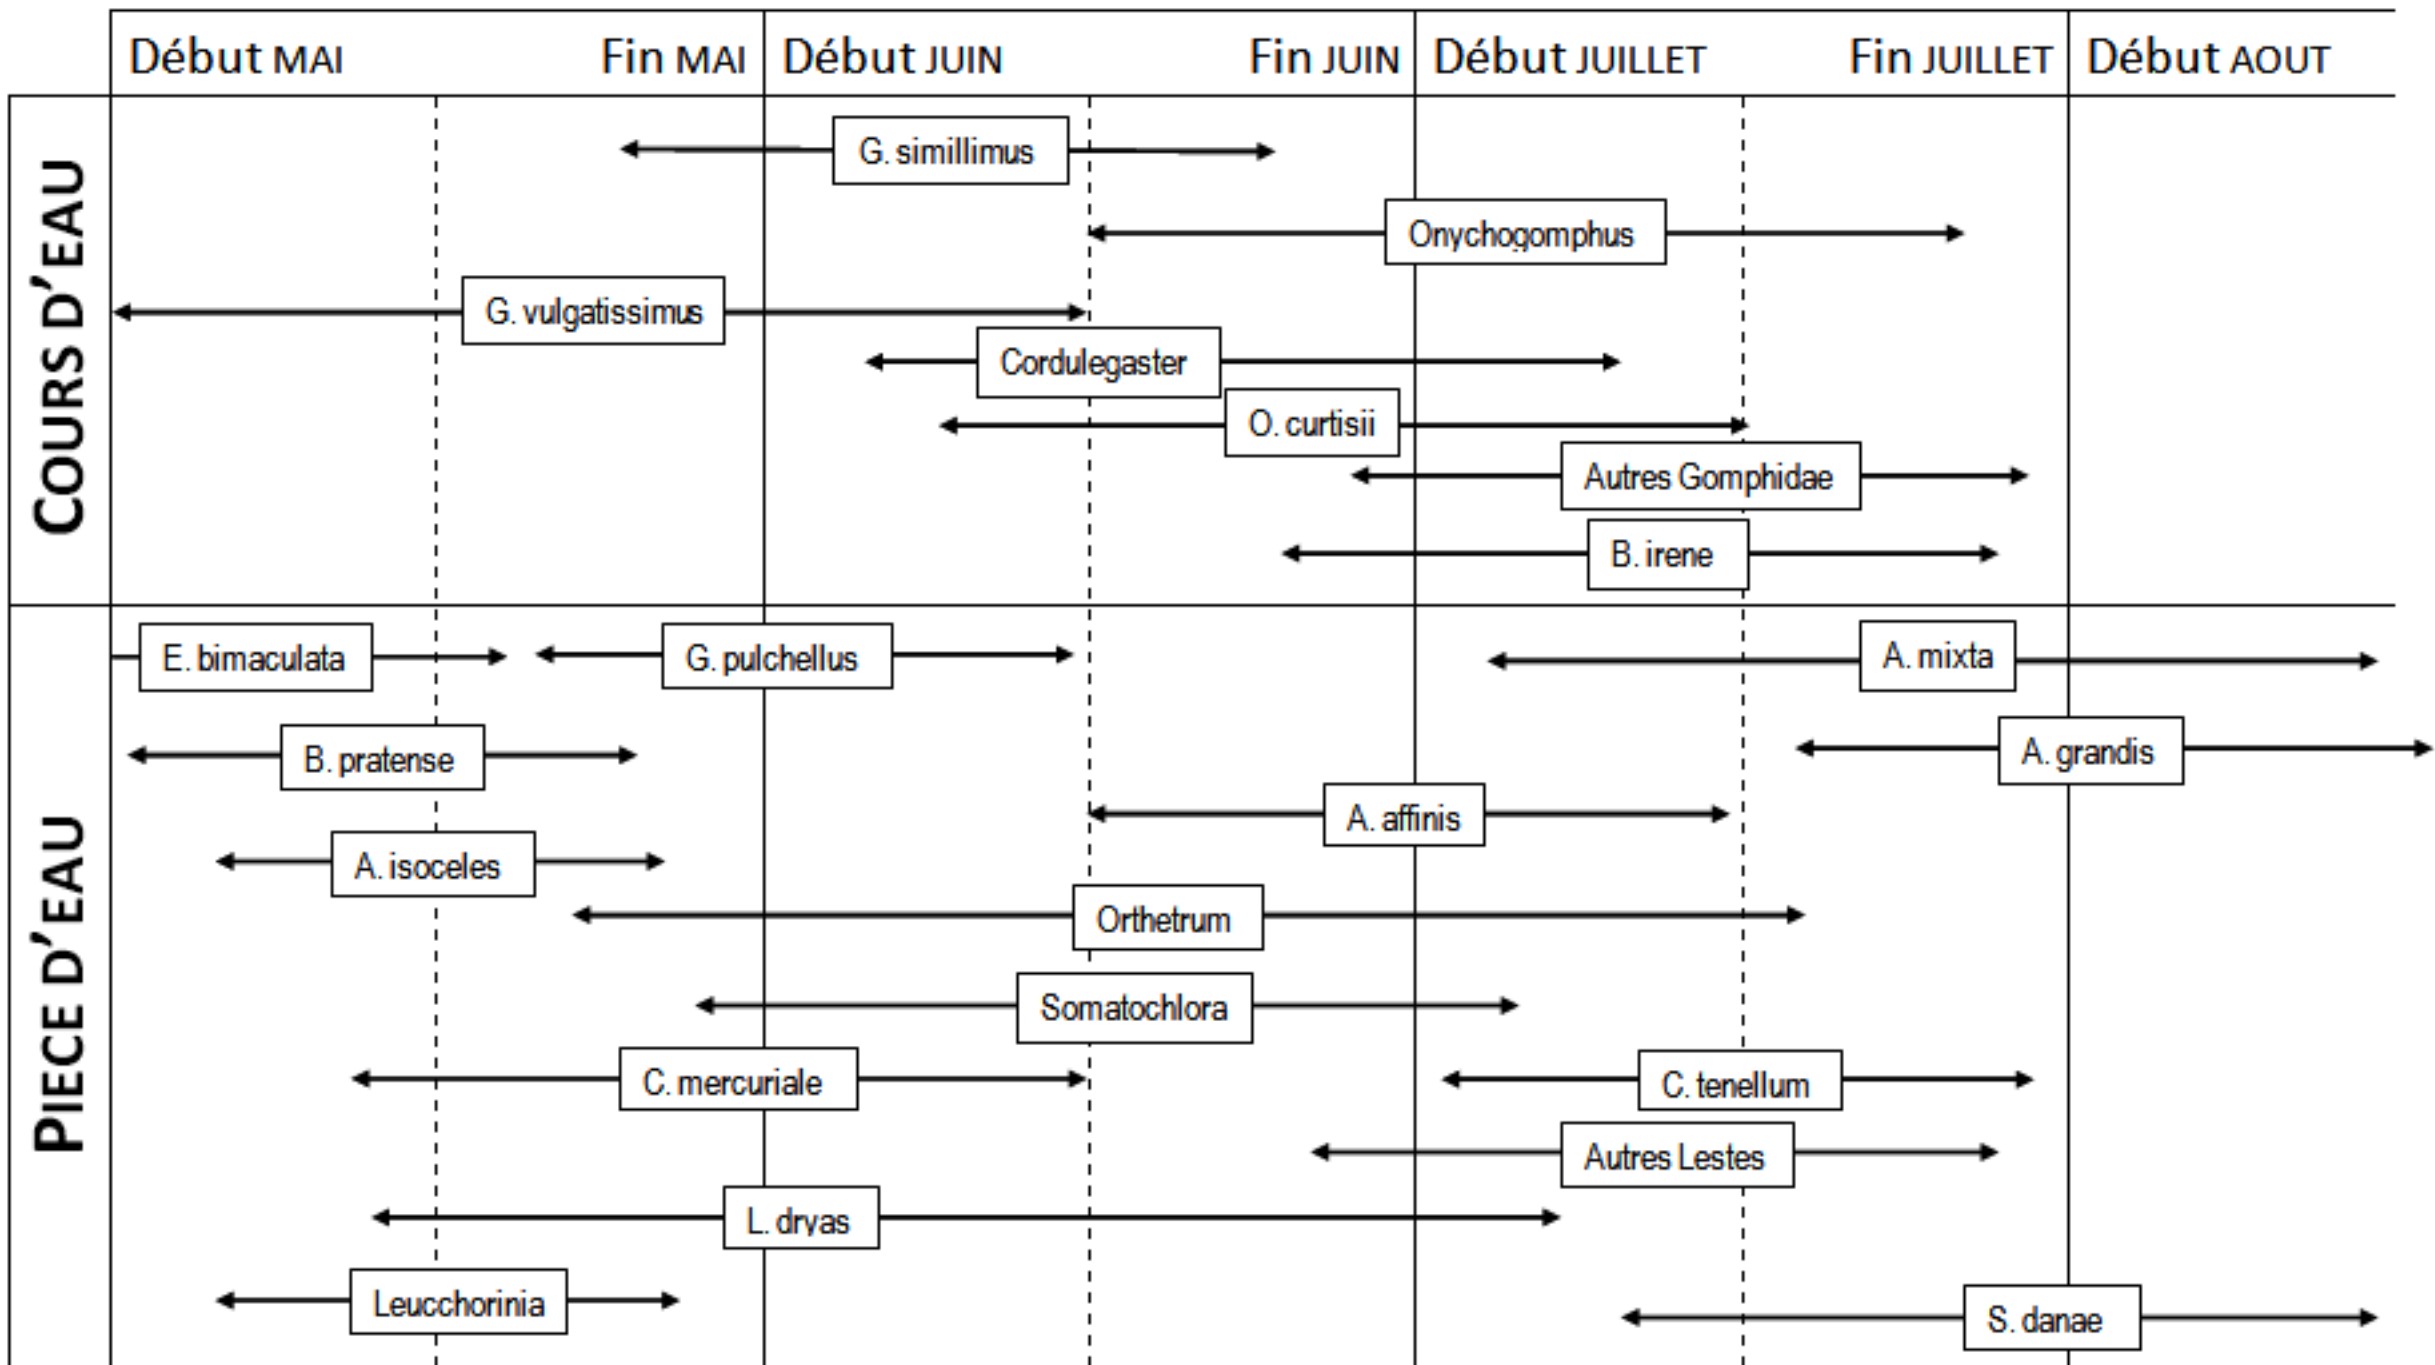 Début MAI Fin MAI Début JUIN Fin JUIN Début JUILLET Fin JUILLET Début AOUT
COURS D'EAU
G. simillimus
Onychogomphus
G. vulgatissimus
Cordulegaster
O. curtisii
Autres Gomphidae
B. irene
PIECE D'EAU
E. bimaculata G. pulchellus A. mixta
B. pratense A. grandis
A. affinis
A. isoceles
Orthetrum
Somatochlora
C. mercuriale C. tenellum
Autres Lestes
L. dryas
Leucchorinia
S. danae